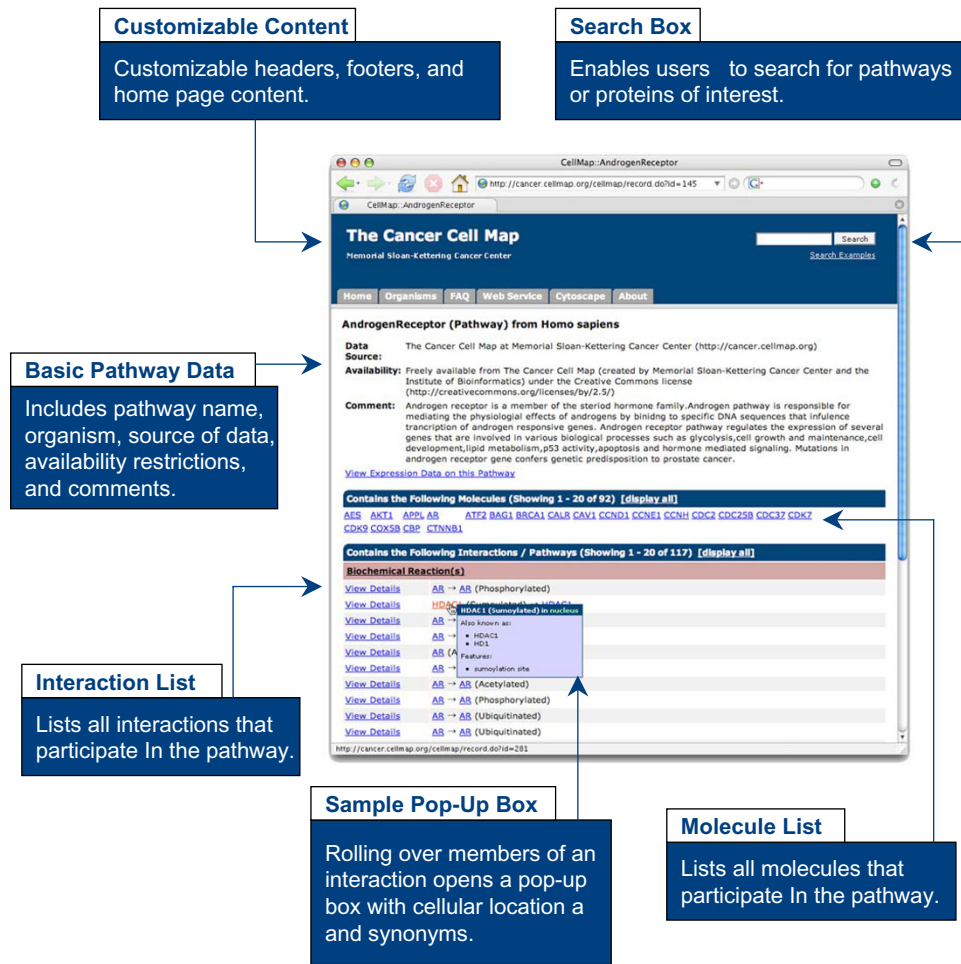 Customizable Content
Customizable headers, footers, and
home page content.
Search Box
Enables users to search for pathways
or proteins of interest.
CellMap::AndrogenReceptor
http://cancer.cellmap.org/cellmap/record.do?id=145
CellMap::AndrogenReceptor
The Cancer Cell Map
Memorial Sloan-Kettering Cancer Center
Search
Search Examples
Home Organisms FAQ Web Service Cytoscape About
AndrogenReceptor (Pathway) from Homo sapiens
Data Source: The Cancer Cell Map at Memorial Sloan-Kettering Cancer Center (http://cancer.cellmap.org)
Availability: Freely available from The Cancer Cell Map (created by Memorial Sloan-Kettering Cancer Center and the
Institute of Bioinformatics) under the Creative Commons license
(http://creativecommons.org/licenses/by/2.5/)
Comment: Androgen receptor is a member of the steriod hormone family.Androgen pathway is responsible for
mediating the physiologial effects of androgens by binidng to specific DNA sequences that infulence
trancription of androgen responsive genes. Androgen receptor pathway regulates the expression of several
genes that are involved in various biological processes such as glycolysis,cell growth and maintenance,cell
development,lipid metabolism,p53 activity,apoptosis and hormone mediated signaling. Mutations in
androgen receptor gene confers genetic predisposition to prostate cancer.
View Expression Data on this Pathway
Contains the Following Molecules (Showing 1 - 20 of 92) [display all]
AES AKT1 APPL AR ATF2 BAG1 BRCA1 CALR CAV1 CCND1 CCNE1 CCNH CDC2 CDC25B CDC37 CDK7
CDK9 COX5B CBP CTNNB1
Contains the Following Interactions / Pathways (Showing 1 - 20 of 117) [display all]
Biochemical Reaction(s)
View Details AR → AR (Phosphorylated)
View Details HDAC1 (Sumoylated) → HDAC1
View Details AR →
View Details AR →
View Details AR (A
View Details AR →
View Details AR → AR (Acetylated)
View Details AR → AR (Phosphorylated)
View Details AR → AR (Ubiquitinated)
View Details AR → AR (Ubiquitinated)
HDAC1 (Sumoylated) in nucleus
Also known as:
• HDAC1
• HD1
Features:
• sumoylation site
http://cancer.cellmap.org/cellmap/record.do?id=281
Basic Pathway Data
Includes pathway name,
organism, source of data,
availability restrictions,
and comments.
Interaction List
Lists all interactions that
participate In the pathway.
Sample Pop-Up Box
Rolling over members of an
interaction opens a pop-up
box with cellular location a
and synonyms.
Molecule List
Lists all molecules that
participate In the pathway.